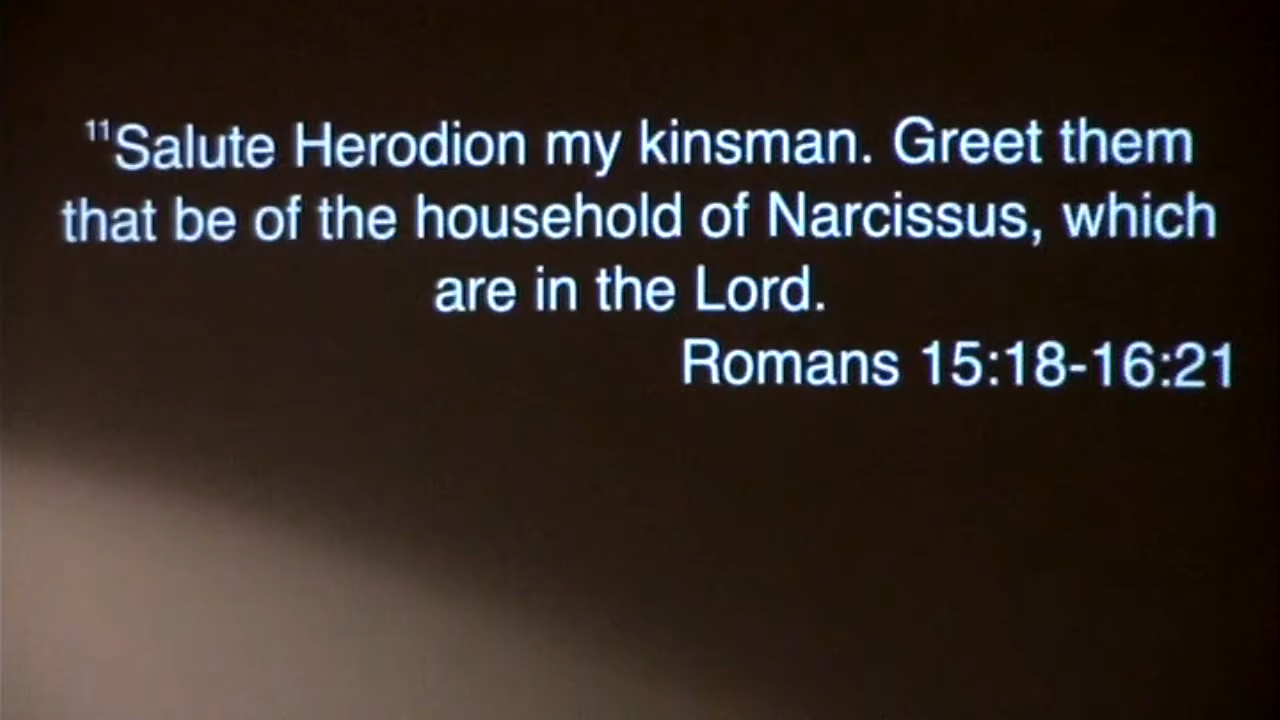 ¹¹Salute Herodion my kinsman. Greet them
that be of the household of Narcissus, which
are in the Lord.
Romans 15:18-16:21